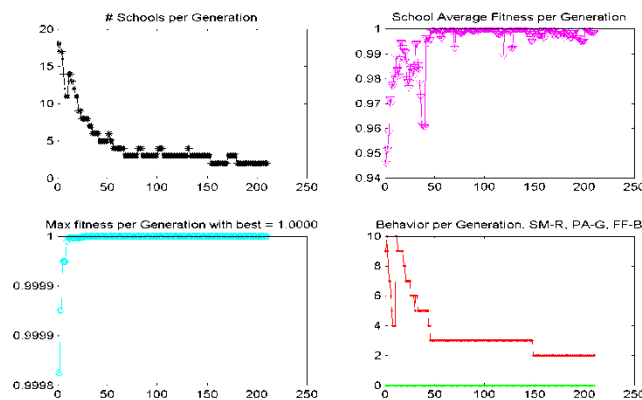 # Schools per Generation
20
15
10
5
0
0 50 100 150 200 250
School Average Fitness per Generation
1
0.99
0.98
0.97
0.96
0.95
0.94
0 50 100 150 200 250
Max fitness per Generation with best = 1.0000
1
0.9999
0.9999
0.9998
0 50 100 150 200 250
Behavior per Generation. SM-R, PA-G, FF-B
10
8
6
4
2
0
0 50 100 150 200 250